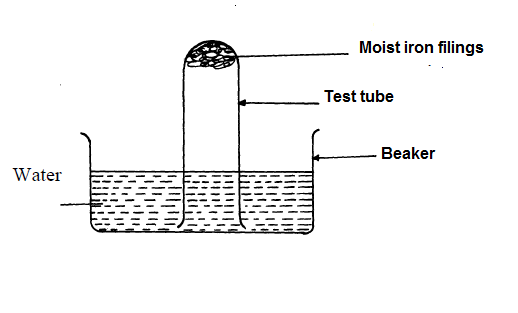 Moist iron filings
Test tube
Beaker
Water